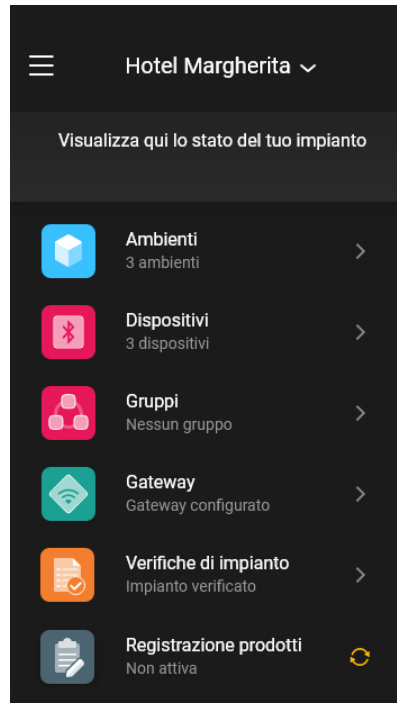 Hotel Margherita
Visualizza qui lo stato del tuo impianto
Ambienti
3 ambienti
Dispositivi
3 dispositivi
Gruppi
Nessun gruppo
Gateway
Gateway configurato
Verifiche di impianto
Impianto verificato
Registrazione prodotti
Non attiva